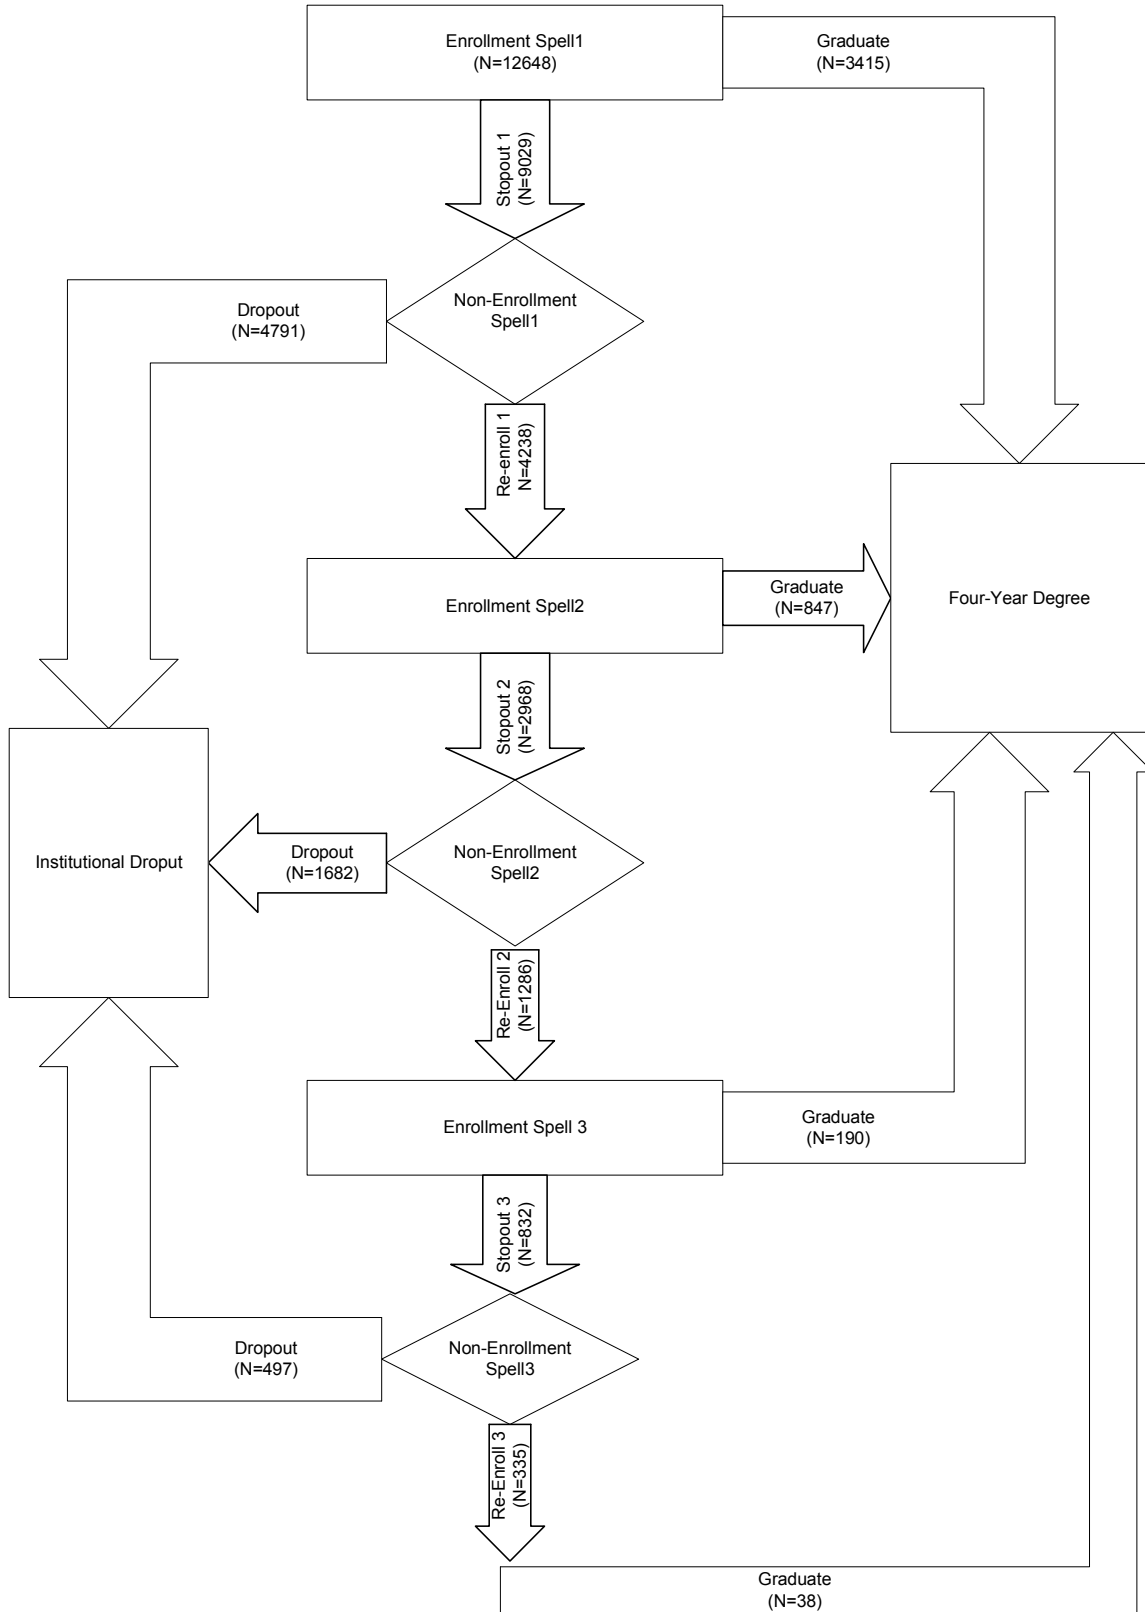 Enrollment Spell1
(N=12648)
Graduate
(N=3415)
Stopout 1
(N=9029)
Non-Enrollment
Spell1
Dropout
(N=4791)
Re-enroll 1
N=4238)
Enrollment Spell2
Graduate
(N=847)
Four-Year Degree
Stopout 2
(N=2968)
Non-Enrollment
Spell2
Dropout
(N=1682)
Institutional Droput
Re-Enroll 2
(N=1286)
Enrollment Spell 3
Graduate
(N=190)
Stopout 3
(N=832)
Non-Enrollment
Spell3
Dropout
(N=497)
Re-Enroll 3
(N=335)
Graduate
(N=38)